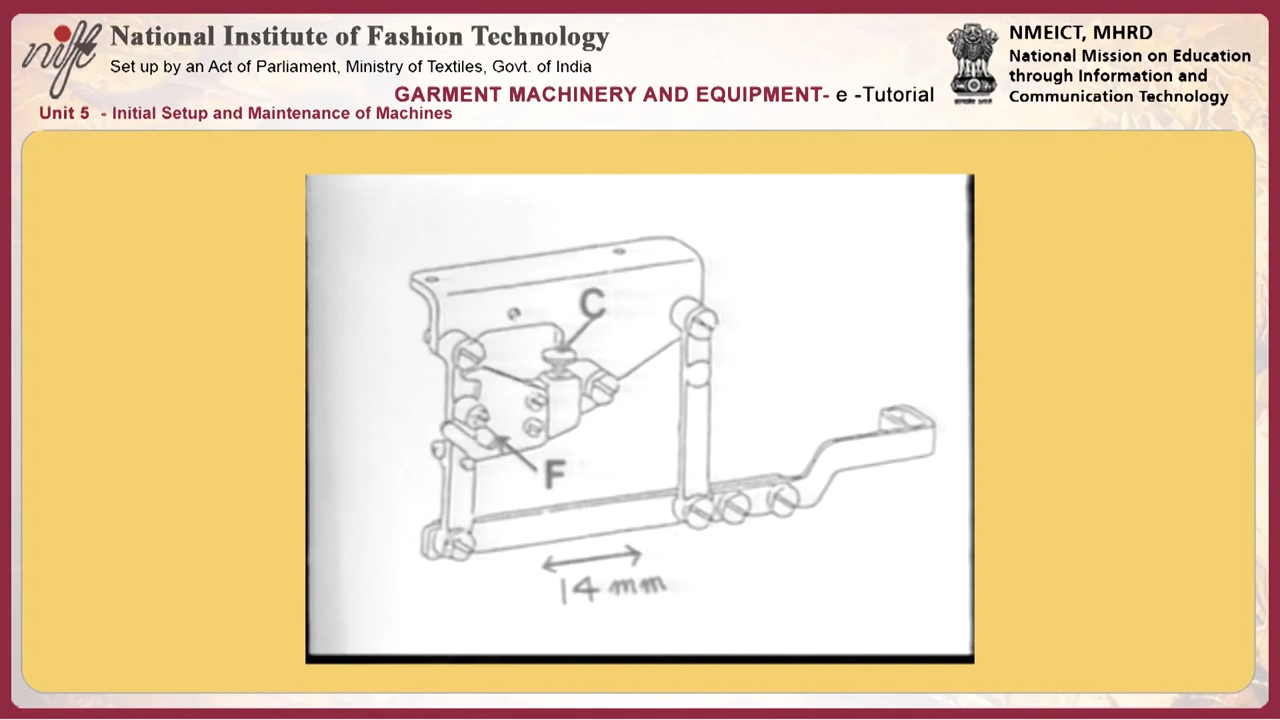 nift
National Institute of Fashion Technology
Set up by an Act of Parliament, Ministry of Textiles, Govt. of India
GARMENT MACHINERY AND EQUIPMENT- e -Tutorial
Unit 5 - Initial Setup and Maintenance of Machines
NMEICT, MHRD
National Mission on Education
through Information and
Communication Technology
C
F
14 mm